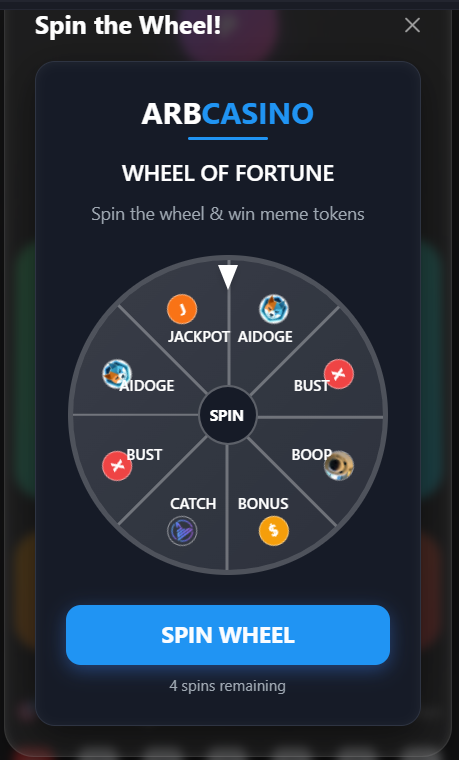 Spin the Wheel!
ARBCASINO
WHEEL OF FORTUNE
Spin the wheel & win meme tokens
J
JACKPOT AIDOGE
AIDOGE
BUST
SPIN
BUST
BOOP
CATCH BONUS
$
SPIN WHEEL
4 spins remaining